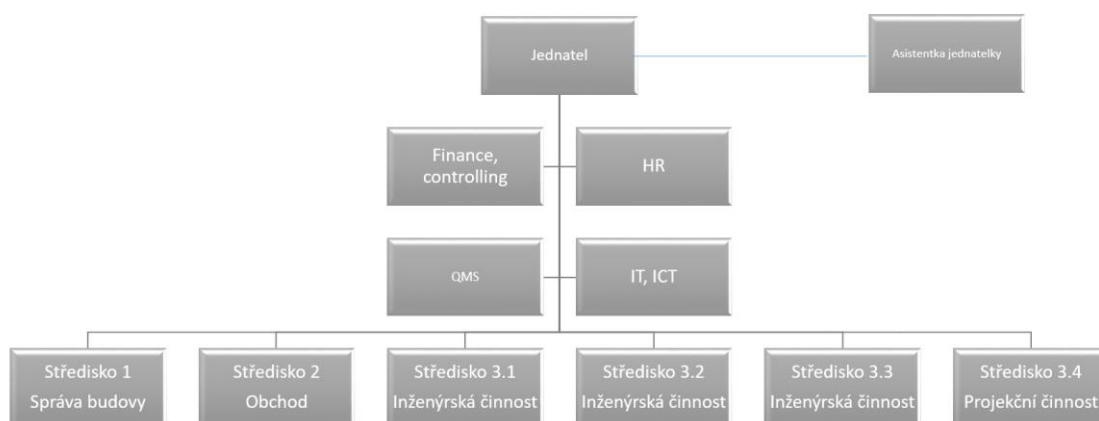 Jednatel
Asistentka jednatelky
Finance,
controlling
HR
QMS
IT, ICT
Středisko 1
Správa budovy
Středisko 2
Obchod
Středisko 3.1
Inženýrská činnost
Středisko 3.2
Inženýrská činnost
Středisko 3.3
Inženýrská činnost
Středisko 3.4
Projekční činnost